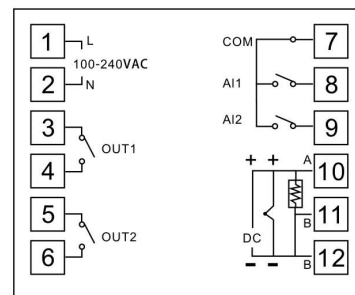 1 L
100-240VAC
2 N
3
OUT1
4
5
OUT2
6
COM 7
AI1 8
AI2 9
+ + A 10
B 11
DC
- - B 12